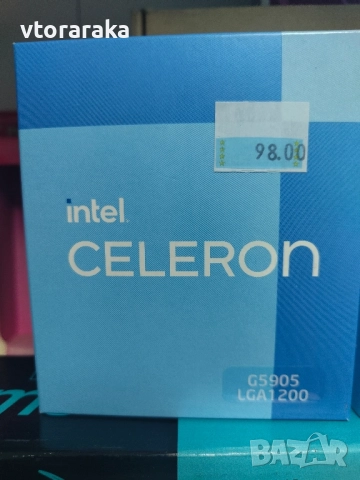 vtoraraka
98.00
intel
CELERON
G5905
LGA1200
BAZAR